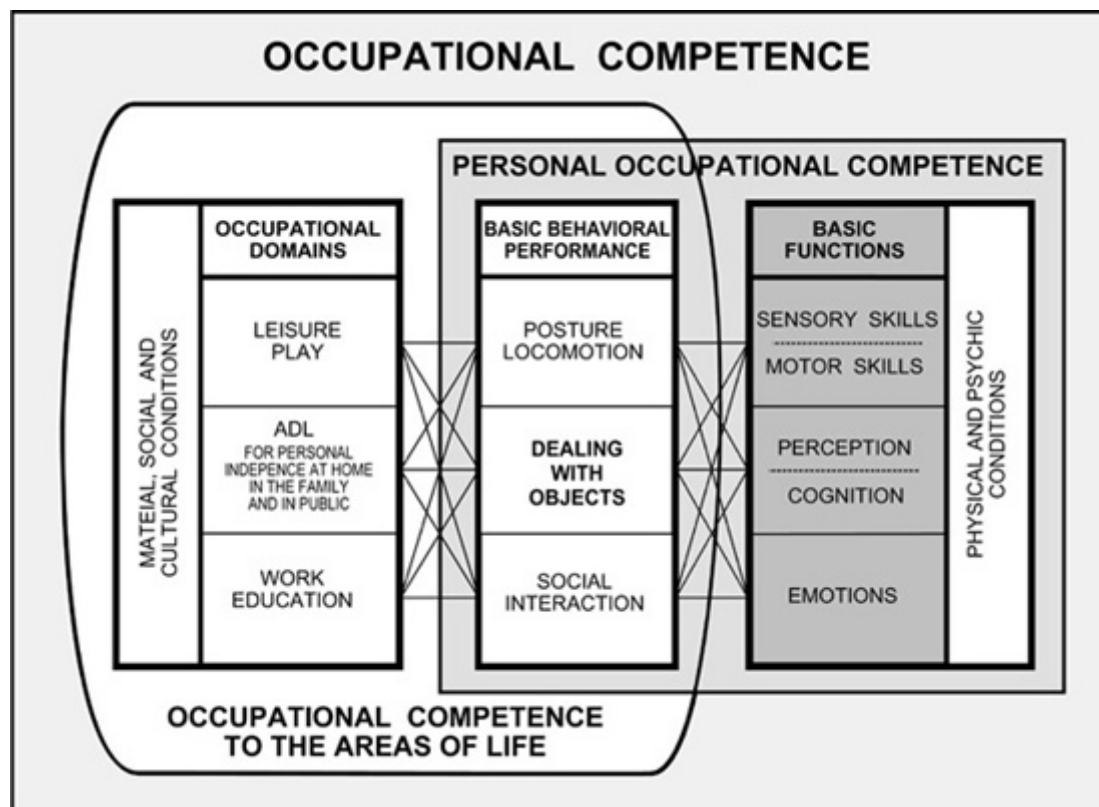 OCCUPATIONAL COMPETENCE
PERSONAL OCCUPATIONAL COMPETENCE
MATEIAL, SOCIAL AND
CULTURAL CONDITIONS
OCCUPATIONAL
DOMAINS
LEISURE
PLAY
ADL
FOR PERSONAL
INDEPENCE AT HOME
IN THE FAMILY
AND IN PUBLIC
WORK
EDUCATION
BASIC BEHAVIORAL
PERFORMANCE
POSTURE
LOCOMOTION
DEALING
WITH
OBJECTS
SOCIAL
INTERACTION
BASIC
FUNCTIONS
SENSORY SKILLS
MOTOR SKILLS
PERCEPTION
COGNITION
EMOTIONS
PHYSICAL AND PSYCHIC
CONDITIONS
OCCUPATIONAL COMPETENCE
TO THE AREAS OF LIFE